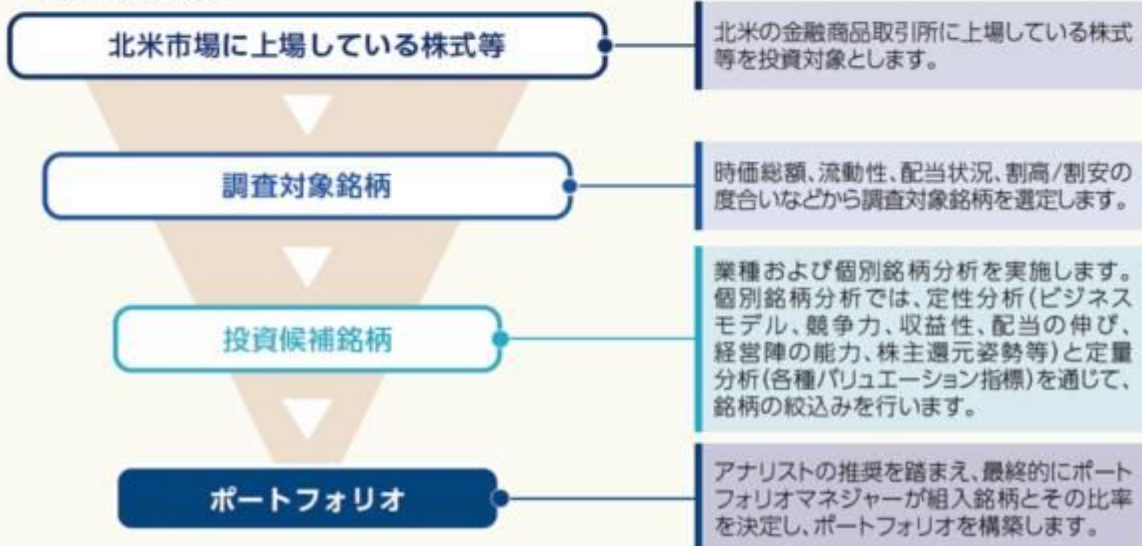 北米市場に上場している株式等
北米の金融商品取引所に上場している株式
等を投資対象とします。
調査対象銘柄
時価総額、流動性、配当状況、割高/割安の
度合いなどから調査対象銘柄を選定します。
投資候補銘柄
業種および個別銘柄分析を実施します。
個別銘柄分析では、定性分析(ビジネス
モデル、競争力、収益性、配当の伸び、
経営陣の能力、株主還元姿勢等)と定量
分析(各種バリュエーション指標)を通じて、
銘柄の絞込みを行います。
ポートフォリオ
アナリストの推奨を踏まえ、最終的にポート
フォリオマネジャーが組入銘柄とその比率
を決定し、ポートフォリオを構築します。